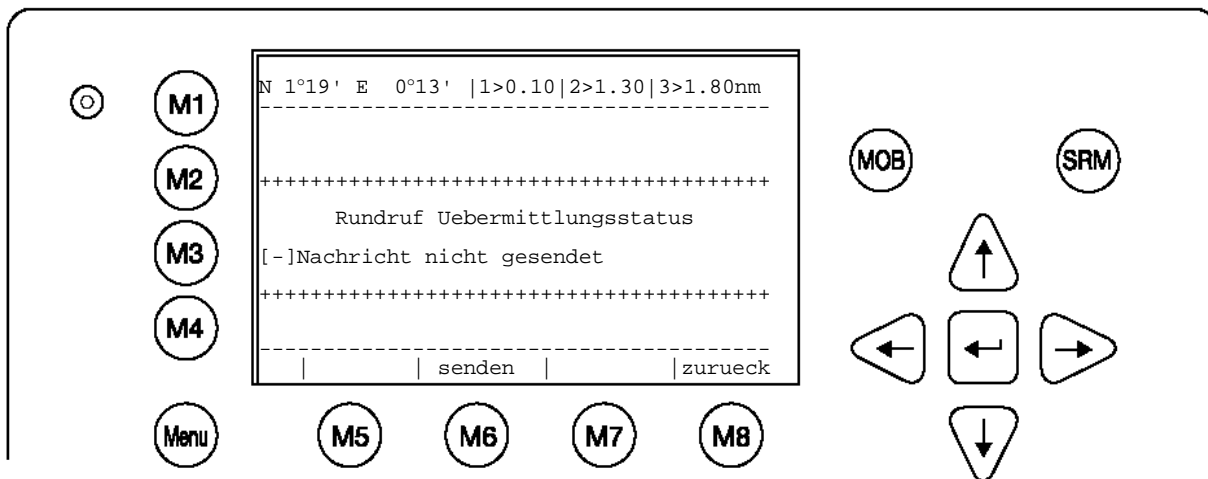 N 1°19' E  0°13' |1>0.10|2>1.30|3>1.80nm
----------------------------------------
++++++++++++++++++++++++++++++++++++++++
Rundruf Uebermittlungsstatus
[-]Nachricht nicht gesendet
++++++++++++++++++++++++++++++++++++++++
----------------------------------------
| | senden | |zurueck
M1
M2
M3
M4
Menu
M5 M6 M7 M8
MOB SRM